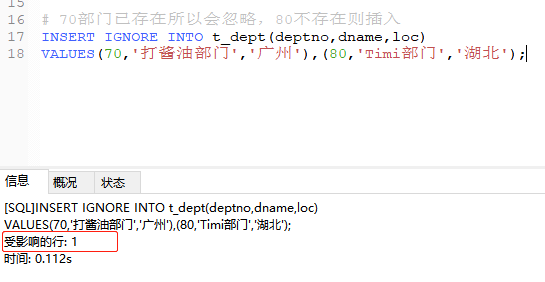 15
16 # 70部门已存在所以会忽略，80不存在则插入
17 INSERT IGNORE INTO t_dept(deptno,dname,loc)
18 VALUES(70,'打酱油部门','广州'),(80,'Timi部门','湖北');
信息 概况 状态
[SQL]INSERT IGNORE INTO t_dept(deptno,dname,loc)
VALUES(70,'打酱油部门','广州'),(80,'Timi部门','湖北');
受影响的行: 1
时间: 0.112s